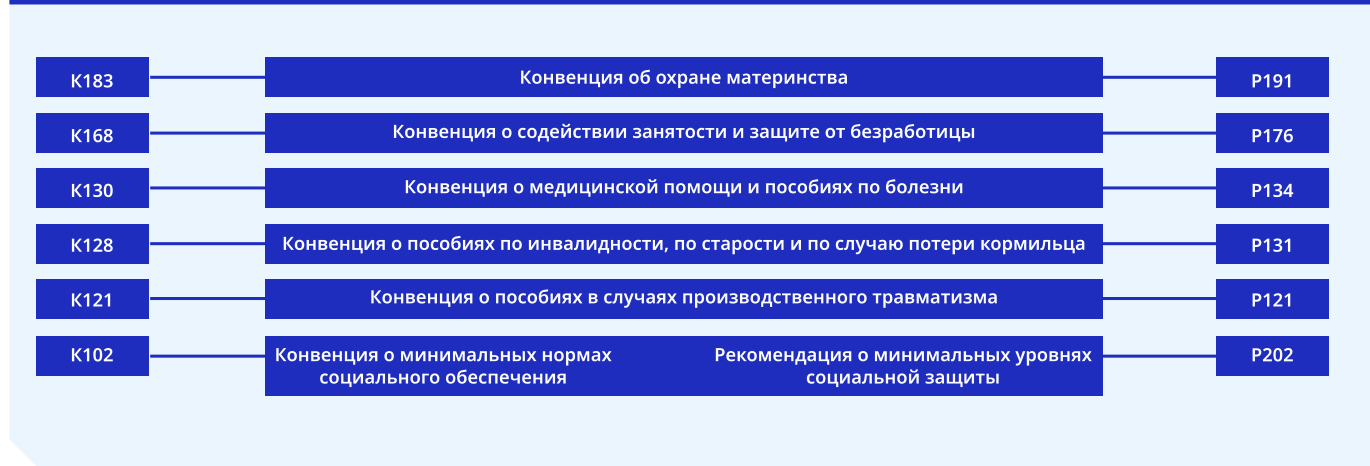 К183
Конвенция об охране материнства
Р191
К168
Конвенция о содействии занятости и защите от безработицы
Р176
К130
Конвенция о медицинской помощи и пособиях по болезни
Р134
К128
Конвенция о пособиях по инвалидности, по старости и по случаю потери кормильца
Р131
К121
Конвенция о пособиях в случаях производственного травматизма
Р121
К102
Конвенция о минимальных нормах
социального обеспечения
Рекомендация о минимальных уровнях
социальной защиты
Р202